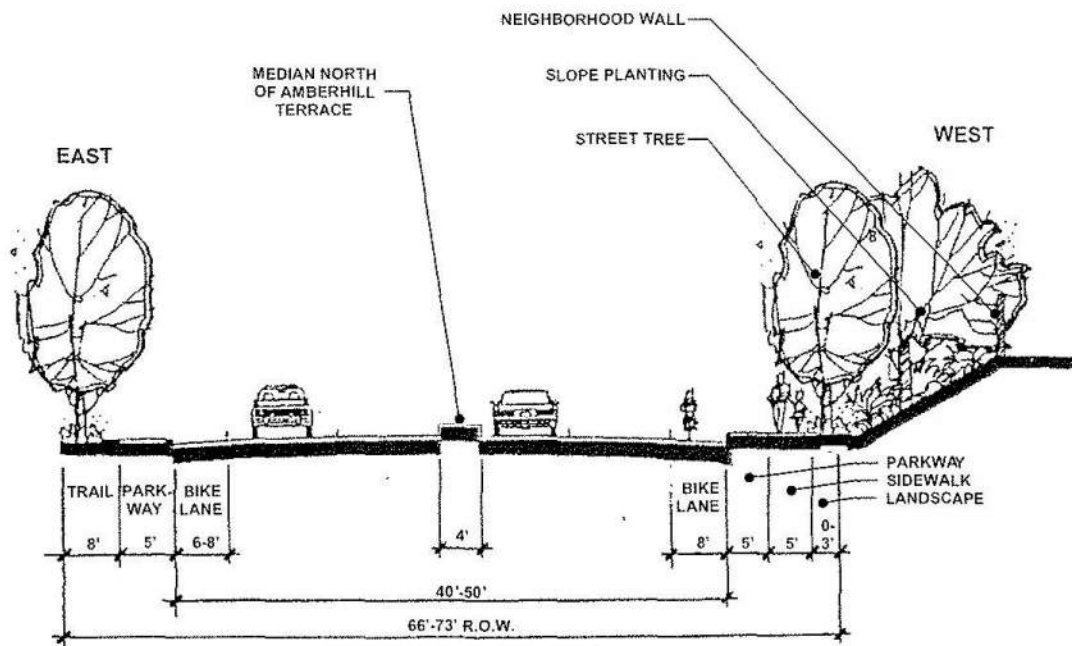 NEIGHBORHOOD WALL
SLOPE PLANTING
MEDIAN NORTH
OF AMBERHILL
TERRACE
STREET TREE
EAST
WEST
TRAIL
PARK-
WAY
BIKE
LANE
BIKE
LANE
PARKWAY
SIDEWALK
LANDSCAPE
8'
5'
6-8'
4'
8'
5'
5'
0-
3'
40'-50'
66'-73' R.O.W.